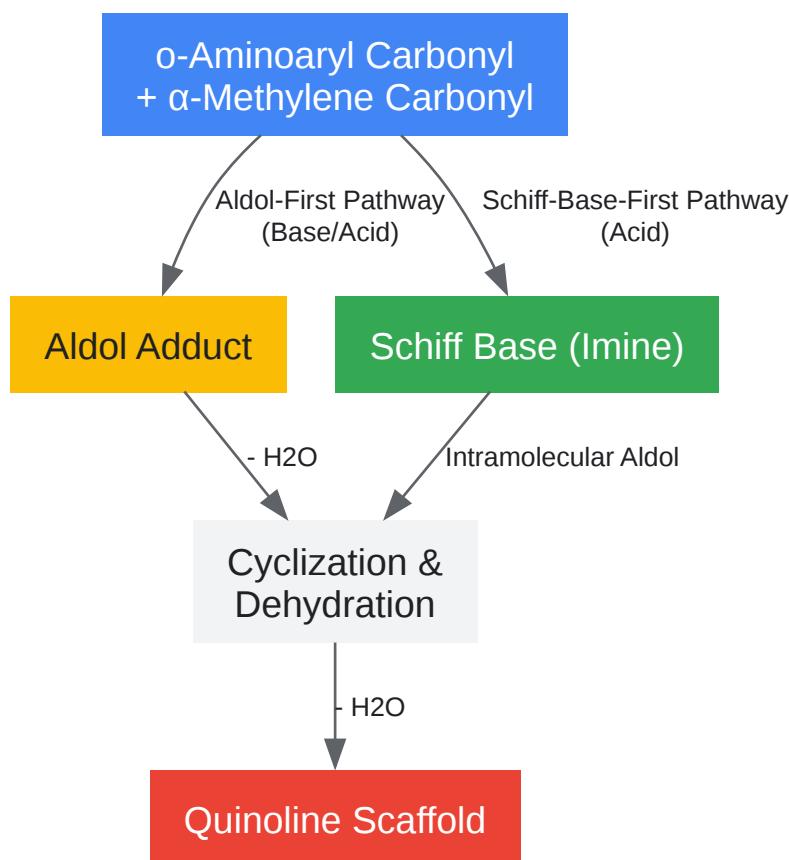 o-Aminoaryl Carbonyl
+ α-Methylene Carbonyl
Aldol-First Pathway
(Base/Acid)
Schiff-Base-First Pathway
(Acid)
Aldol Adduct
Schiff Base (Imine)
- H2O
Intramolecular Aldol
Cyclization &
Dehydration
- H2O
Quinoline Scaffold